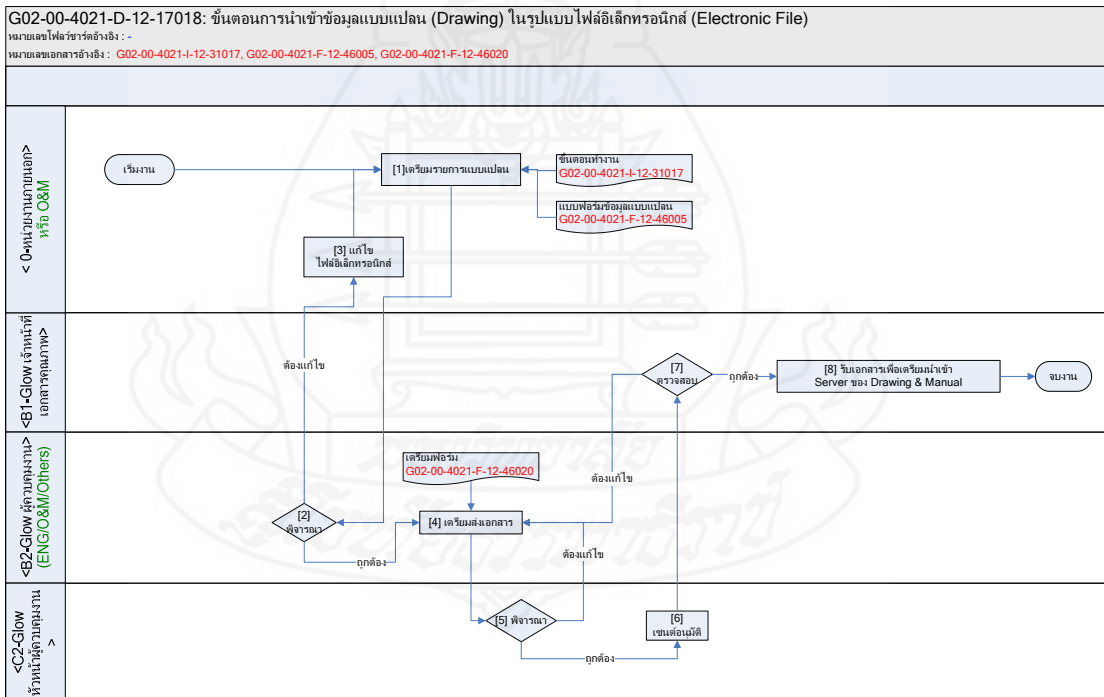 G02-00-4021-D-12-17018: ขั้นตอนการนำเข้าข้อมูลแบบแปลน (Drawing) ในรูปแบบไฟล์อิเล็กทรอนิกส์ (Electronic File)
หมายเลขโฟลว์ชาร์ตอ้างอิง : -
หมายเลขเอกสารอ้างอิง : G02-00-4021-I-12-31017, G02-00-4021-F-12-46005, G02-00-4021-F-12-46020
< 0-หน่วยงานภายนอก>
หรือ O&M
เริ่มงาน
[1]เตรียมรายการแบบแปลน
ขั้นตอนทำงาน
G02-00-4021-I-12-31017
แบบฟอร์มข้อมูลแบบแปลน
G02-00-4021-F-12-46005
[3] แก้ไข
ไฟล์อิเล็กทรอนิกส์
<B1-Glow เจ้าหน้าที่
เอกสารคุณภาพ>
ต้องแก้ไข
[7]
ตรวจสอบ
ถูกต้อง
[8] รับเอกสารเพื่อเตรียมนำเข้า
Server ของ Drawing & Manual
จบงาน
<B2-Glow ผู้ควบคุมงาน>
(ENG/O&M/Others)
เตรียมฟอร์ม
G02-00-4021-F-12-46020
ต้องแก้ไข
[2]
พิจารณา
[4] เตรียมส่งเอกสาร
ถูกต้อง
ต้องแก้ไข
<C2-Glow
หัวหน้าผู้ควบคุมงาน
>
[5] พิจารณา
[6]
เซนต์อนุมัติ
ถูกต้อง